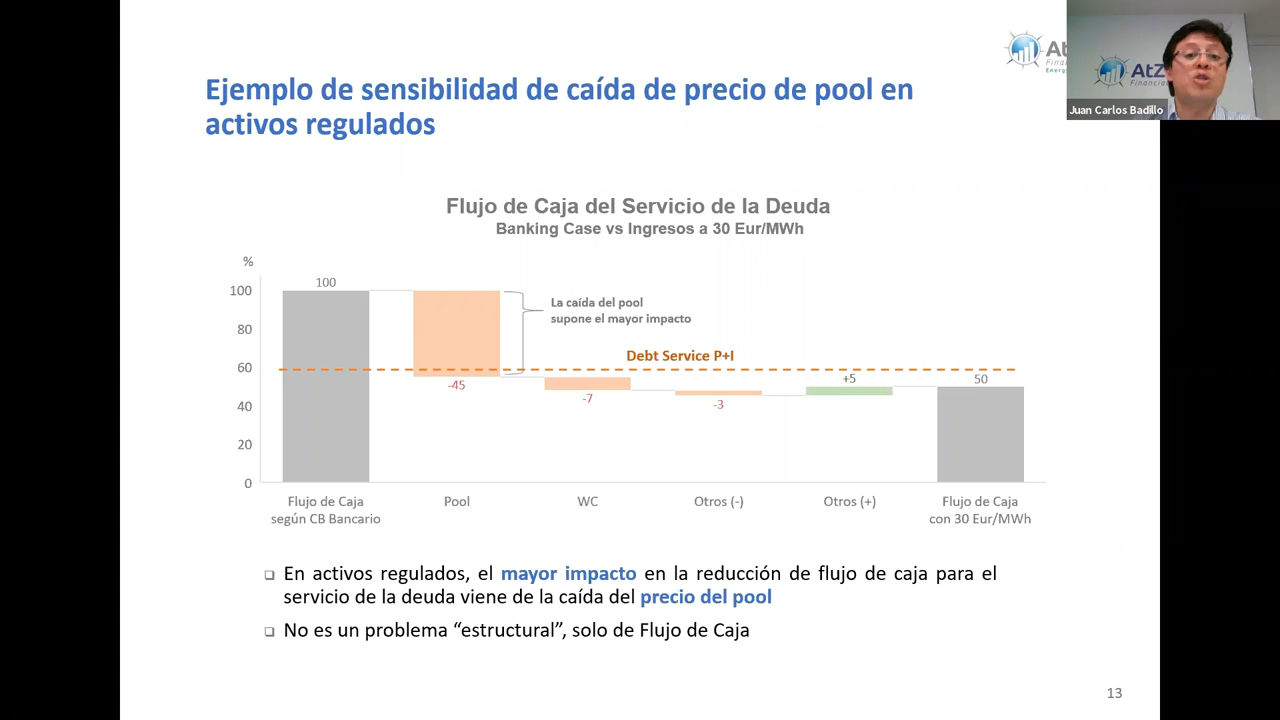 Ejemplo de sensibilidad de caída de precio de pool en
activos regulados
Juan Carlos Badillo
Flujo de Caja del Servicio de la Deuda
Banking Case vs Ingresos a 30 Eur/MWh
%
100
80
60
40
20
0
100
La caída del pool
supone el mayor impacto
Debt Service P+I
-45
-7
-3
+5
50
Flujo de Caja
según CB Bancario
Pool
WC
Otros (-)
Otros (+)
Flujo de Caja
con 30 Eur/MWh
En activos regulados, el mayor impacto en la reducción de flujo de caja para el
servicio de la deuda viene de la caída del precio del pool
No es un problema “estructural”, solo de Flujo de Caja
13